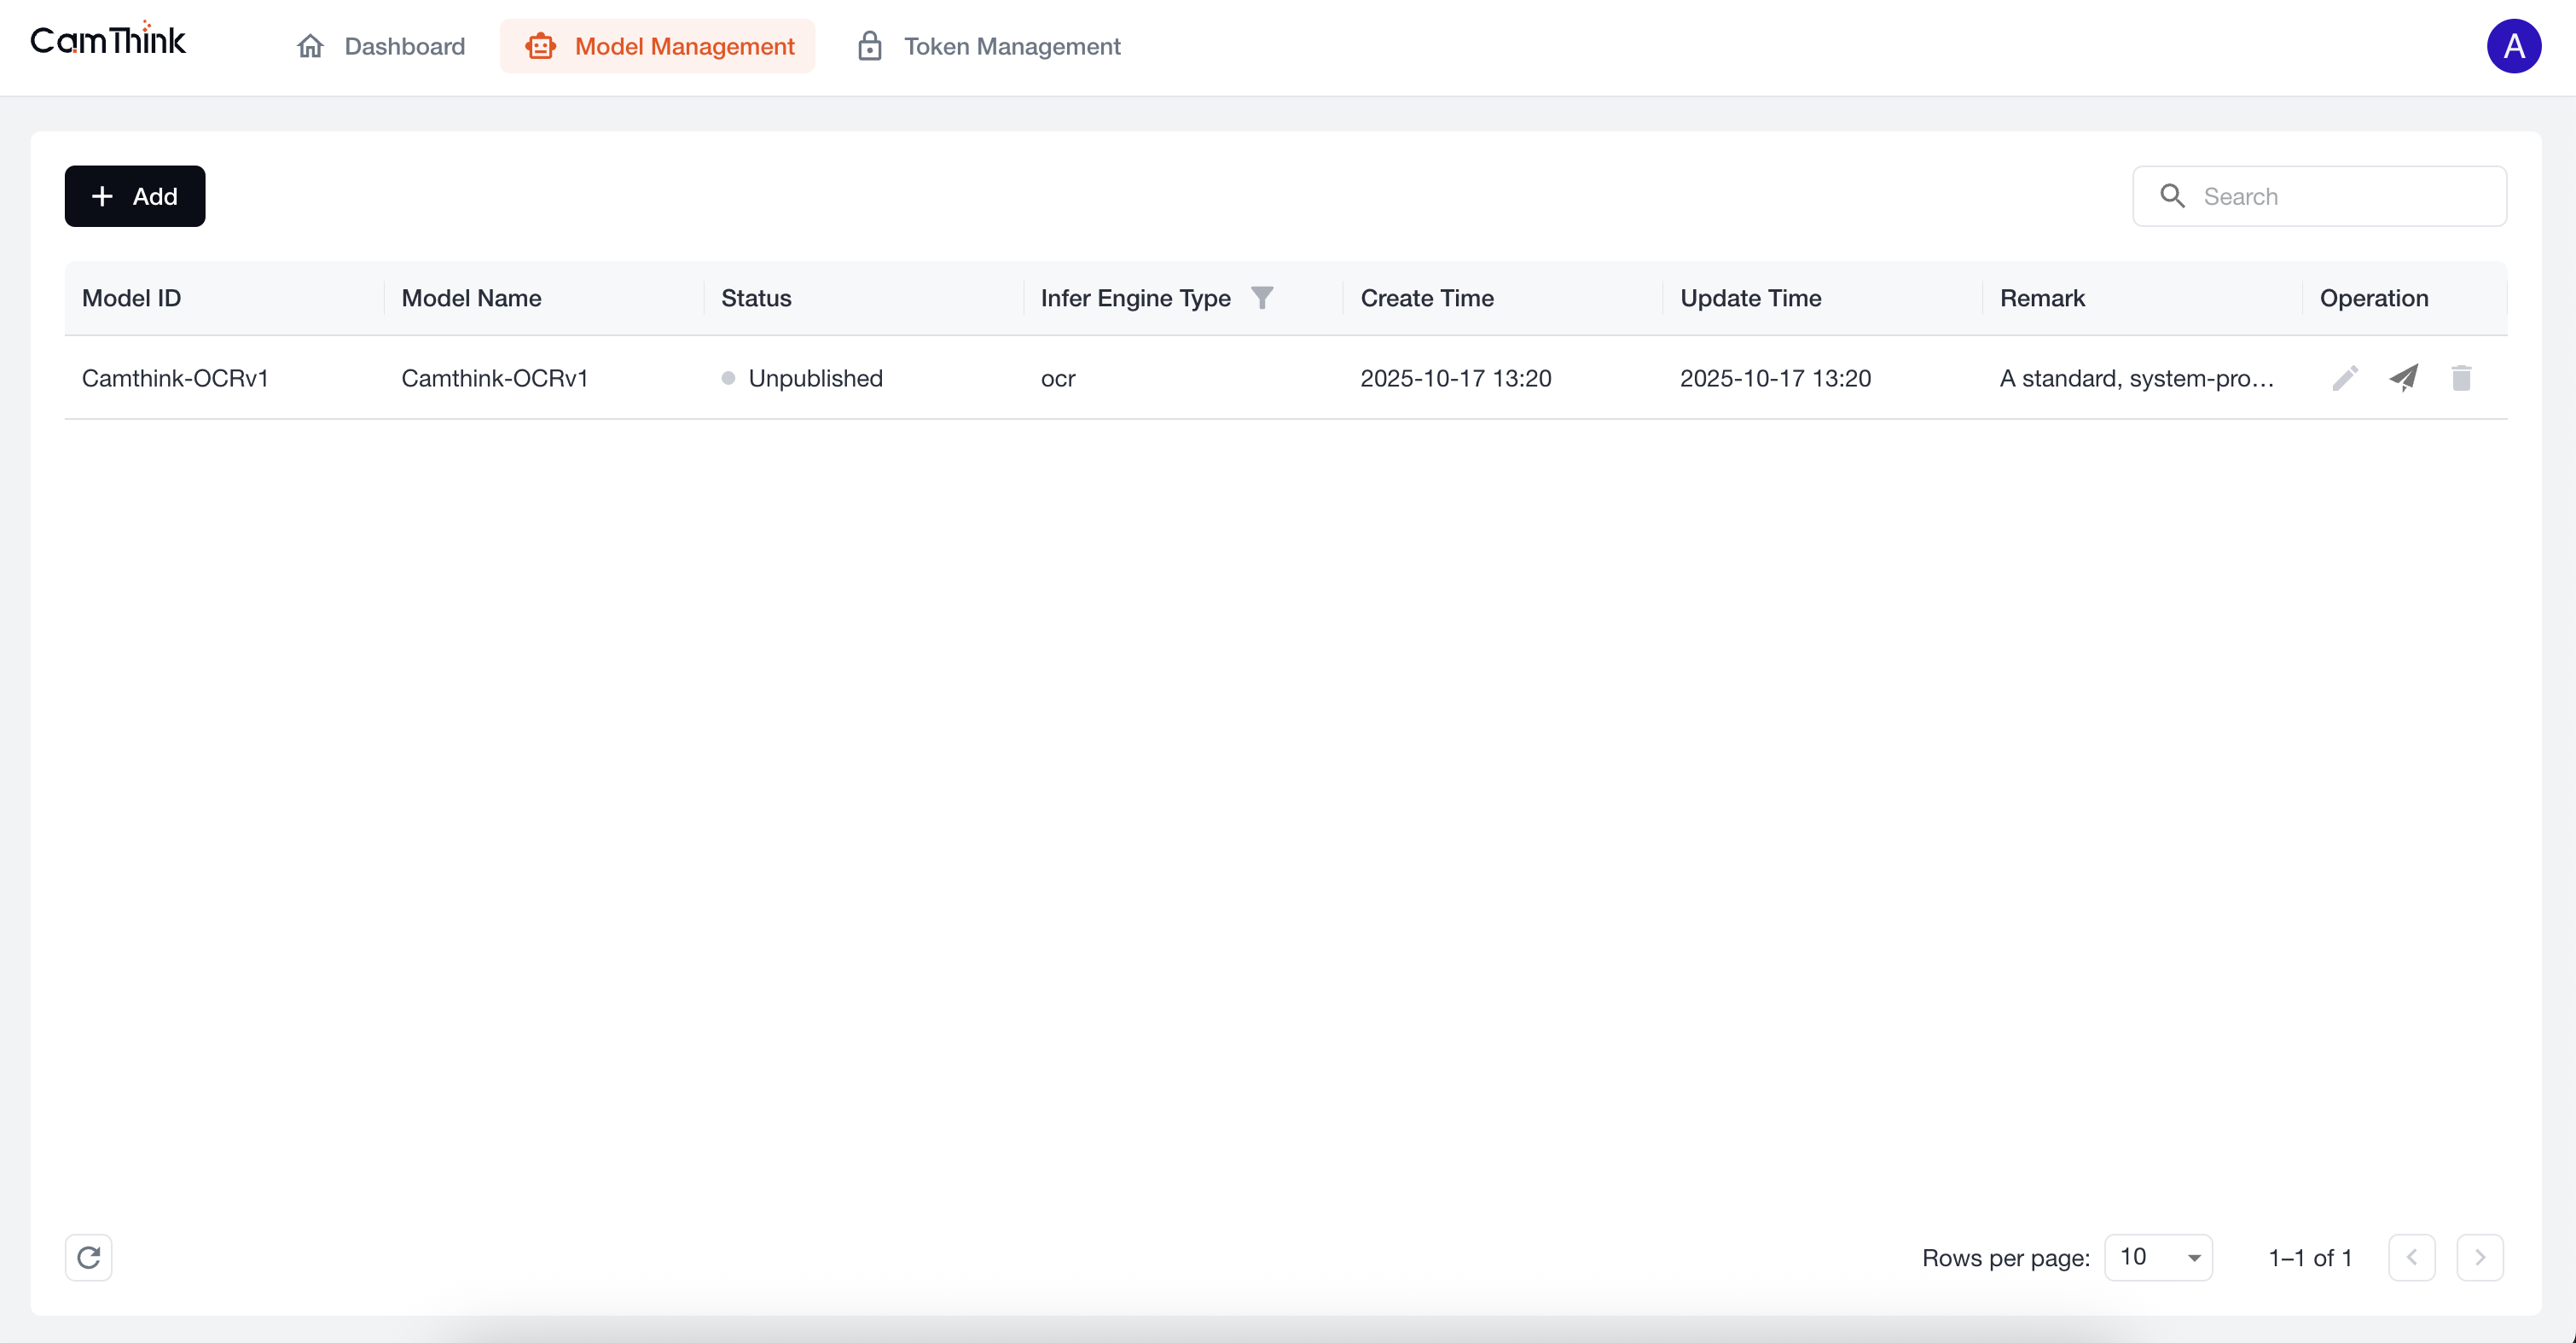 CamThink Dashboard Model Management Token Management A
Add Search
Model ID Model Name Status Infer Engine Type Create Time Update Time Remark Operation
Camthink-OCRv1 Camthink-OCRv1 Unpublished ocr 2025-10-17 13:20 2025-10-17 13:20 A standard, system-pro...
Rows per page: 10 1–1 of 1